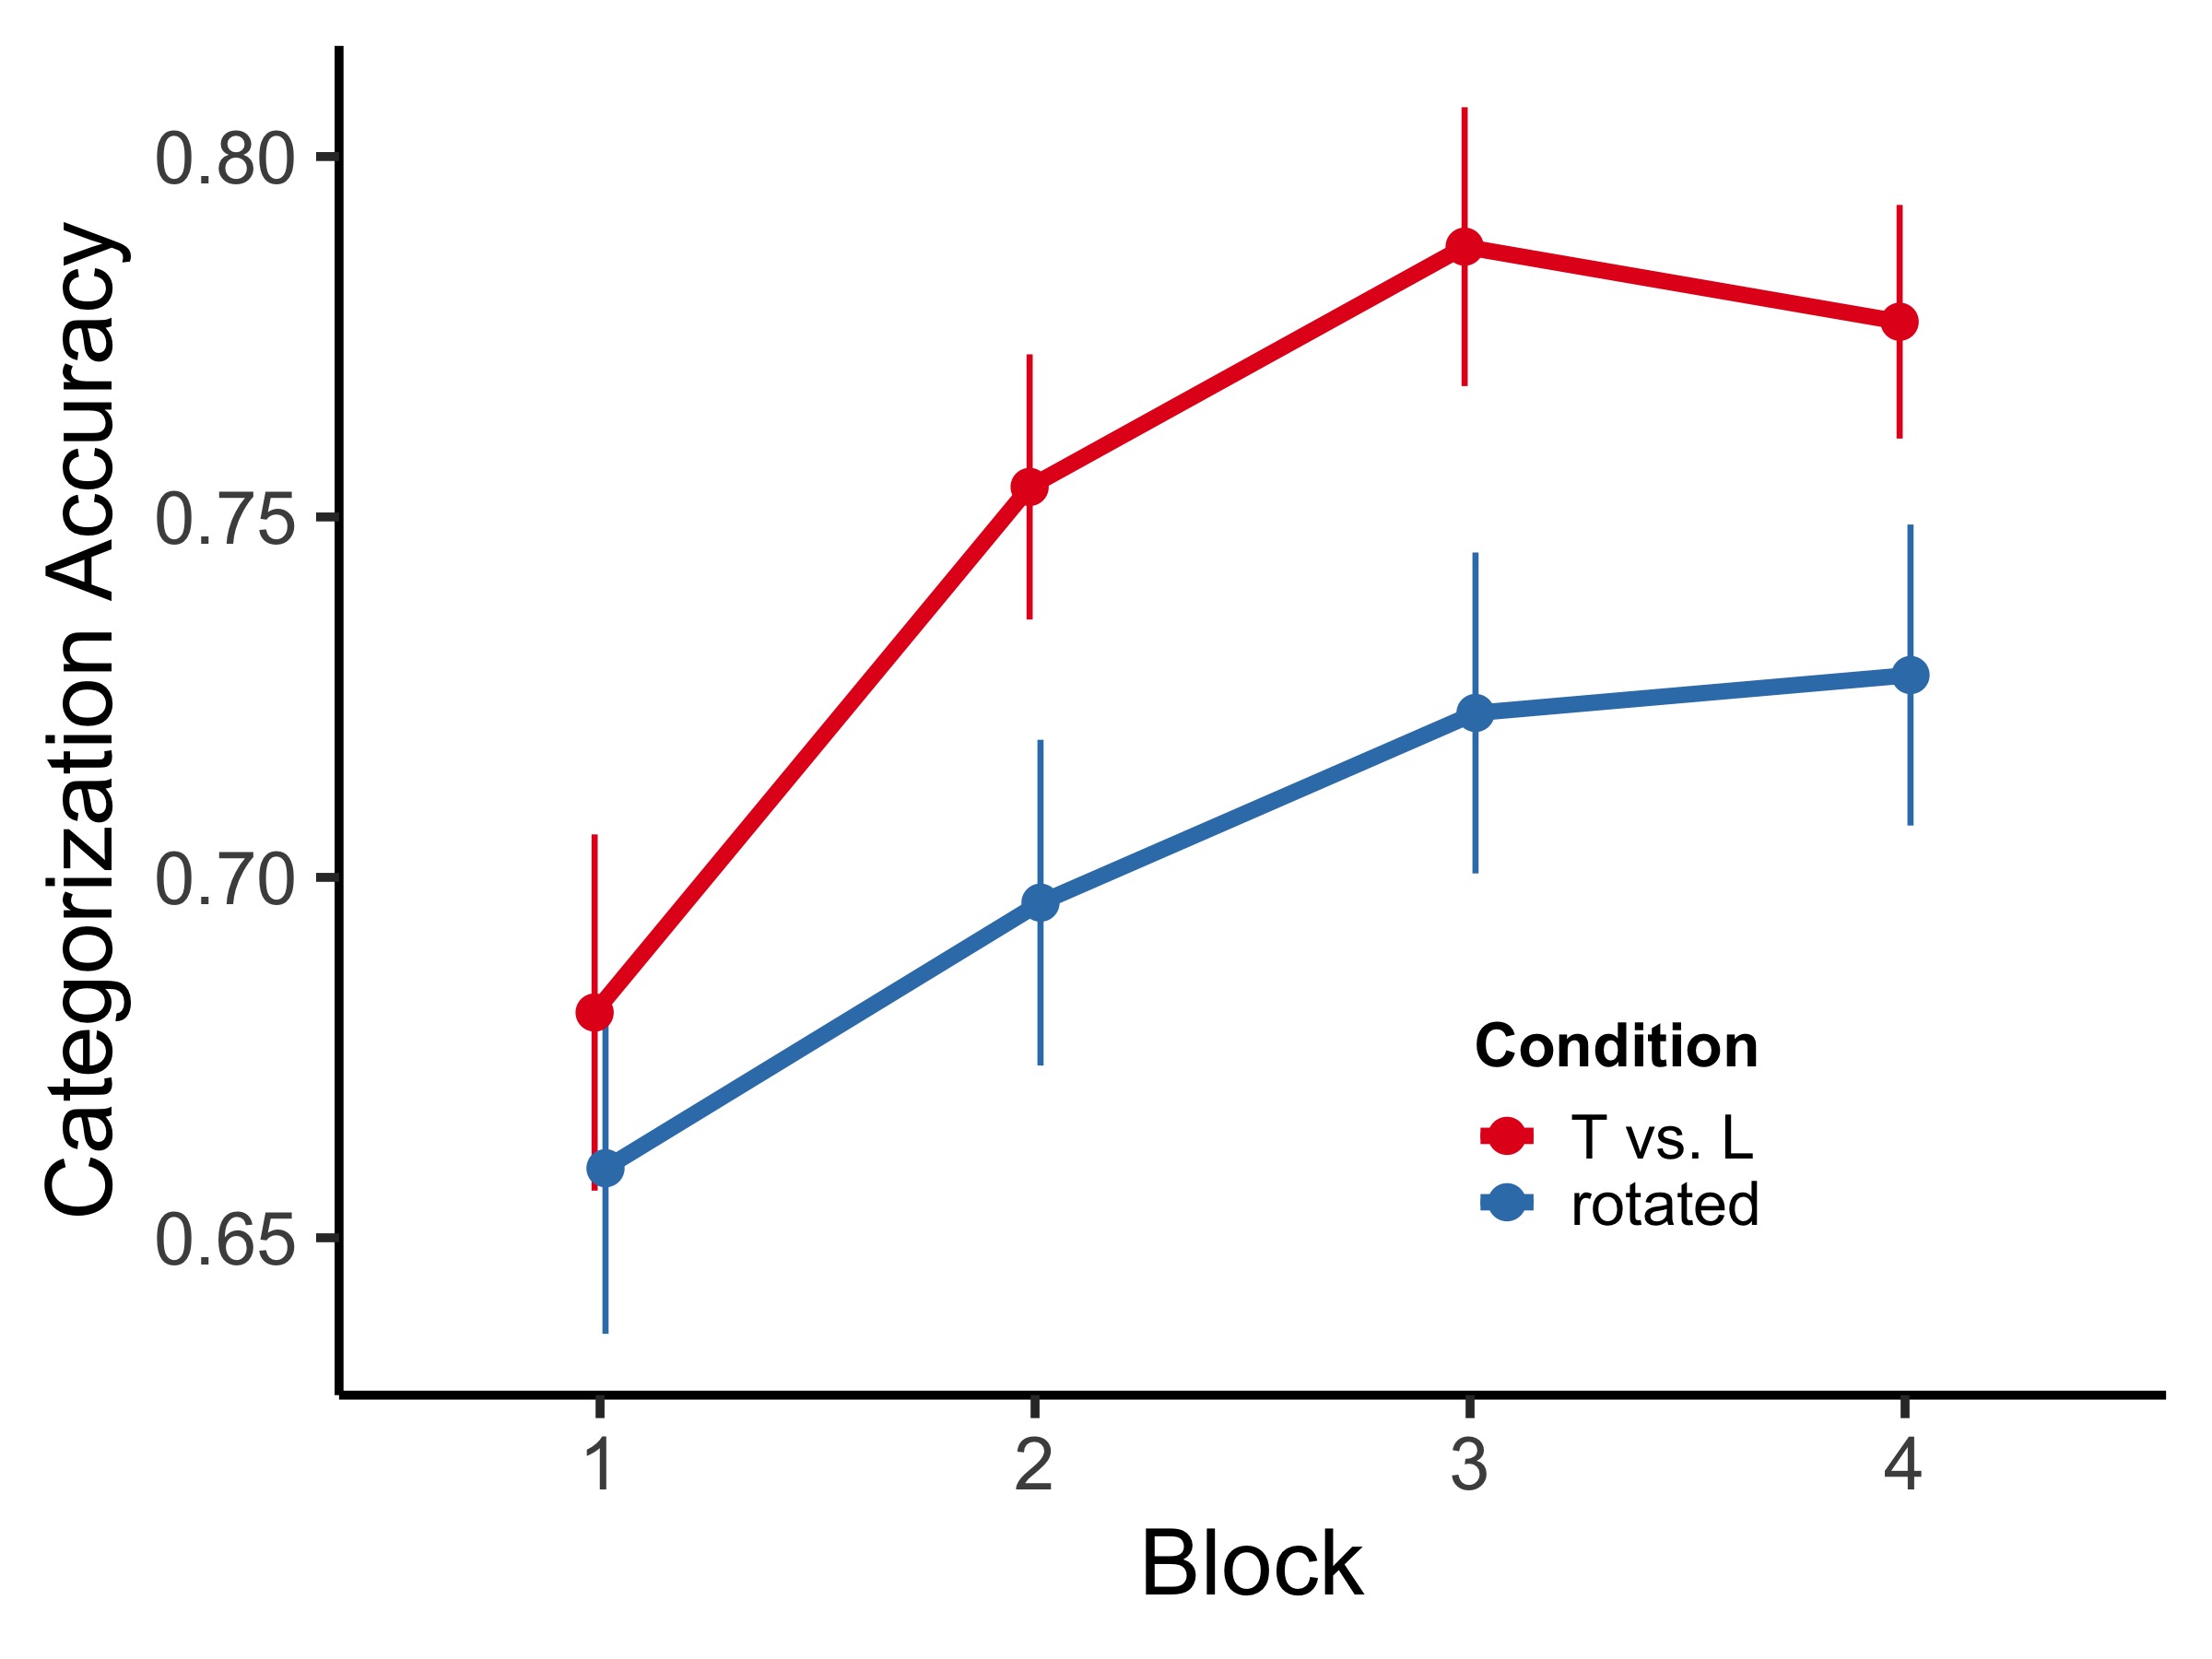 Categorization Accuracy
0.80
0.75
0.70
0.65
1 2 3 4
Block
Condition
T vs. L
rotated